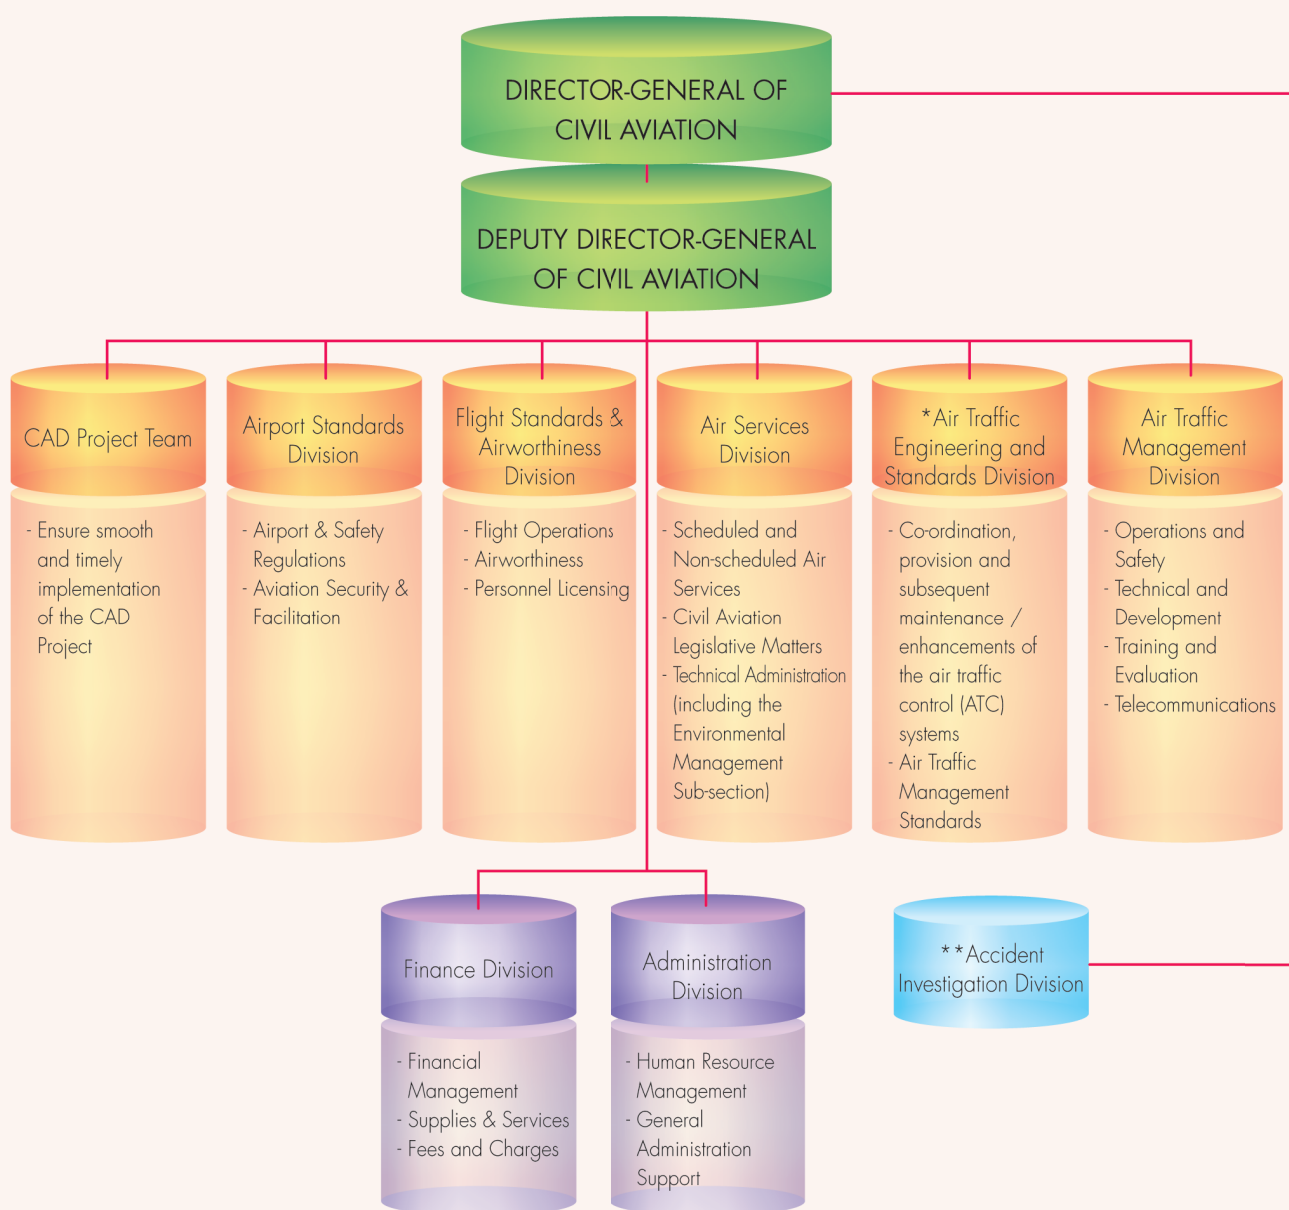 DIRECTOR-GENERAL OF
CIVIL AVIATION
DEPUTY DIRECTOR-GENERAL
OF CIVIL AVIATION
CAD Project Team
- Ensure smooth
and timely
implementation
of the CAD
Project
Airport Standards
Division
- Airport & Safety
Regulations
- Aviation Security &
Facilitation
Flight Standards &
Airworthiness
Division
- Flight Operations
- Airworthiness
- Personnel Licensing
Air Services
Division
- Scheduled and
Non-scheduled Air
Services
- Civil Aviation
Legislative Matters
- Technical Administration
(including the
Environmental
Management
Sub-section)
*Air Traffic
Engineering and
Standards Division
- Co-ordination,
provision and
subsequent
maintenance /
enhancements of
the air traffic
control (ATC)
systems
- Air Traffic
Management
Standards
Air Traffic
Management
Division
- Operations and
Safety
- Technical and
Development
- Training and
Evaluation
- Telecommunications
Finance Division
- Financial
Management
- Supplies & Services
- Fees and Charges
Administration
Division
- Human Resource
Management
- General
Administration
Support
**Accident
Investigation Division